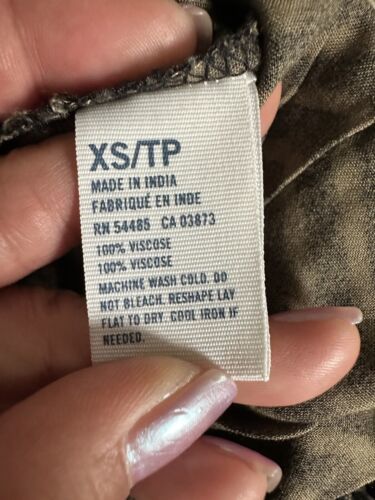 XS/TP
MADE IN INDIA
FABRIQUÉ EN INDE
RN 54485 CA 03873
100% VISCOSE
100% VISCOSE
MACHINE WASH COLD. DO
NOT BLEACH. RESHAPE LAY
FLAT TO DRY. COOL IRON IF
NEEDED.